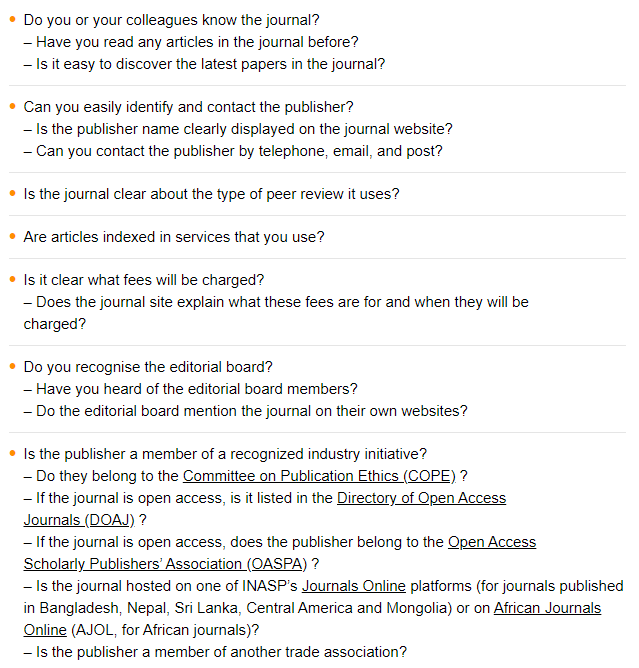 Do you or your colleagues know the journal?
– Have you read any articles in the journal before?
– Is it easy to discover the latest papers in the journal?
Can you easily identify and contact the publisher?
– Is the publisher name clearly displayed on the journal website?
– Can you contact the publisher by telephone, email, and post?
Is the journal clear about the type of peer review it uses?
Are articles indexed in services that you use?
Is it clear what fees will be charged?
– Does the journal site explain what these fees are for and when they will be
charged?
Do you recognise the editorial board?
– Have you heard of the editorial board members?
– Do the editorial board mention the journal on their own websites?
Is the publisher a member of a recognized industry initiative?
– Do they belong to the Committee on Publication Ethics (COPE) ?
– If the journal is open access, is it listed in the Directory of Open Access
Journals (DOAJ) ?
– If the journal is open access, does the publisher belong to the Open Access
Scholarly Publishers’ Association (OASPA) ?
– Is the journal hosted on one of INASP’s Journals Online platforms (for journals published
in Bangladesh, Nepal, Sri Lanka, Central America and Mongolia) or on African Journals
Online (AJOL, for African journals)?
– Is the publisher a member of another trade association?